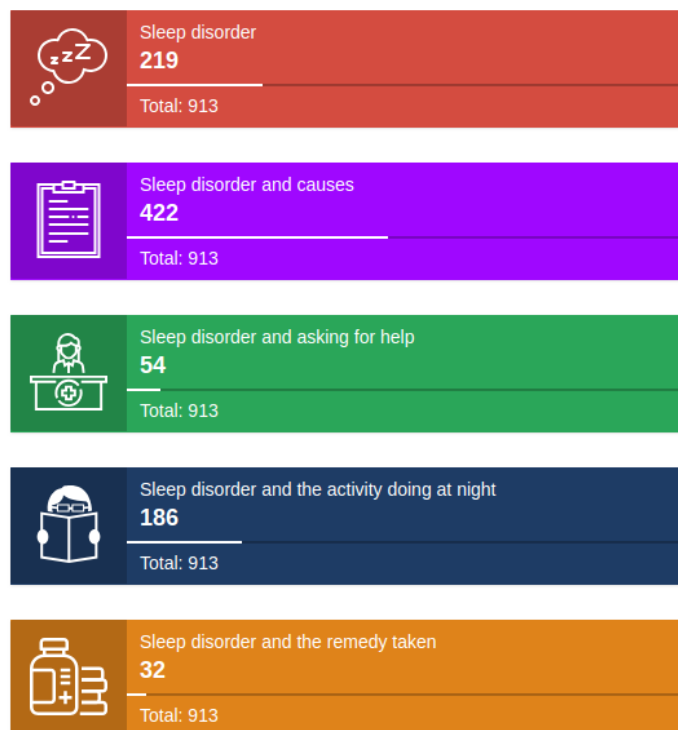 zzZ
Sleep disorder
219
Total: 913
Sleep disorder and causes
422
Total: 913
Sleep disorder and asking for help
54
Total: 913
Sleep disorder and the activity doing at night
186
Total: 913
Sleep disorder and the remedy taken
32
Total: 913